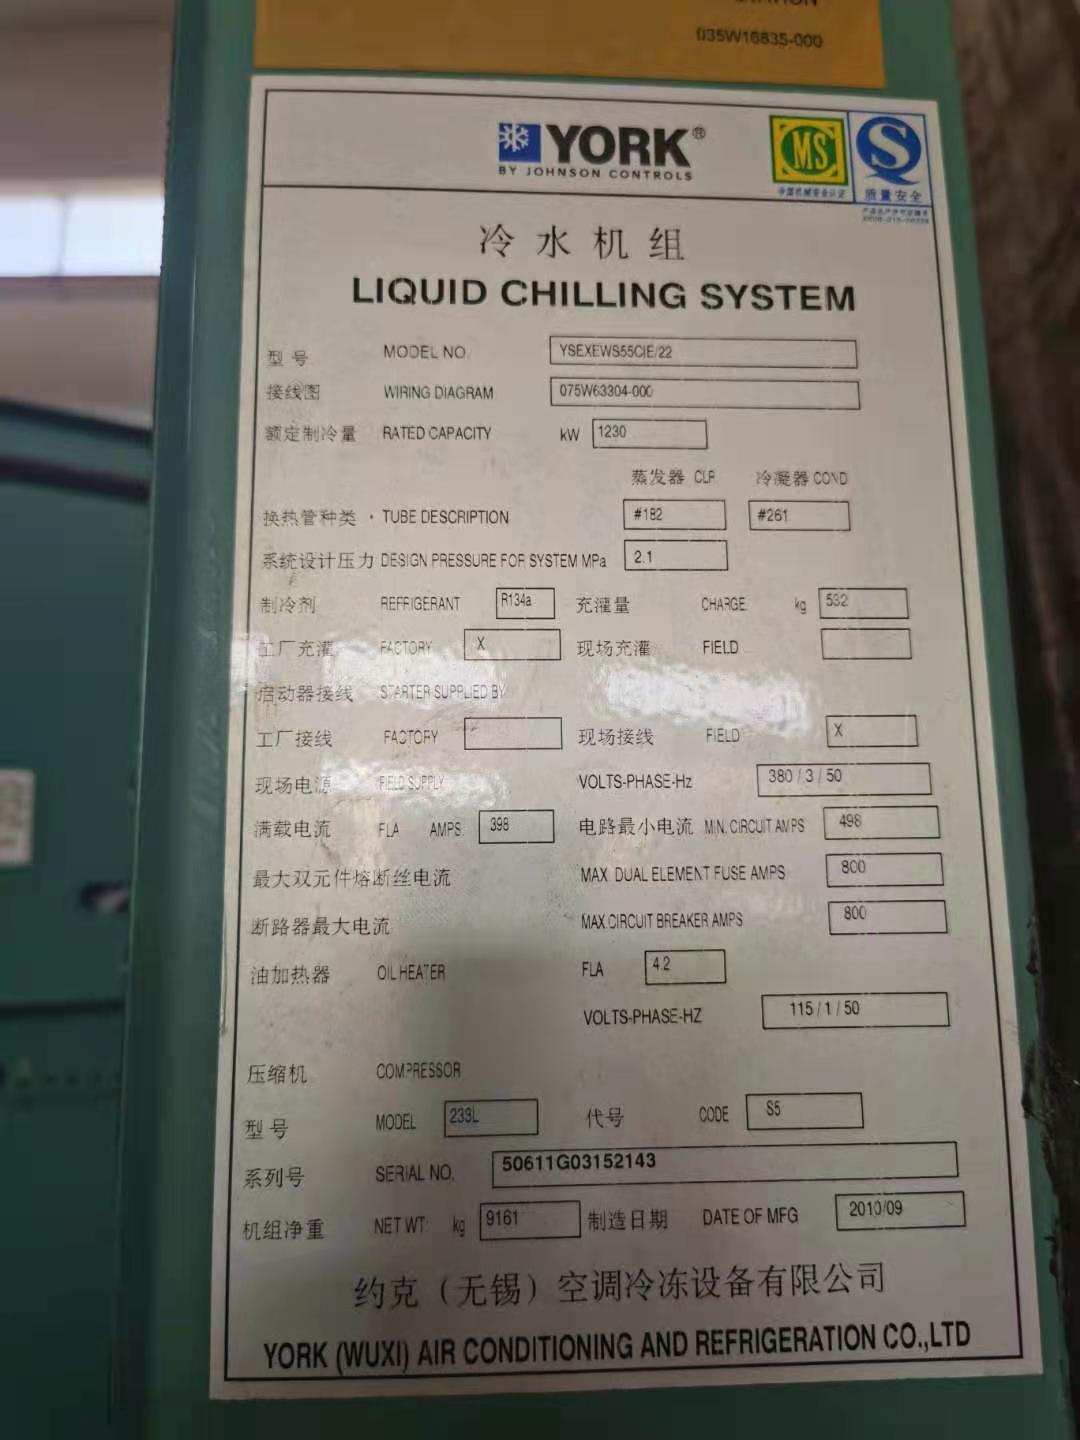 035W16835-000
YORK®
BY JOHNSON CONTROLS
MS
中国机械安全认证
质量安全
冷水机组
LIQUID CHILLING SYSTEM
型号 MODEL NO. YSEXEWS55CIE/22
接线图 WIRING DIAGRAM 075W63304-000
额定制冷量 RATED CAPACITY kW 1230
蒸发器 CLR 冷凝器 COND
换热管种类 · TUBE DESCRIPTION #182 #261
系统设计压力 DESIGN PRESSURE FOR SYSTEM MPa 2.1
制冷剂 REFRIGERANT R134a 充灌量 CHARGE kg 532
工厂充灌 FACTORY X 现场充灌 FIELD
启动器接线 STARTER SUPPLIED BY
工厂接线 FACTORY 现场接线 FIELD X
现场电源 FIELD SUPPLY VOLTS-PHASE-Hz 380/3/50
满载电流 FLA AMPS 398 电路最小电流 MIN. CIRCUIT AMPS 498
最大双元件熔断丝电流 MAX DUAL ELEMENT FUSE AMPS 800
断路器最大电流 MAX CIRCUIT BREAKER AMPS 800
油加热器 OIL HEATER FLA 4.2
VOLTS-PHASE-HZ 115/1/50
压缩机 COMPRESSOR
型号 MODEL 233L 代号 CODE S5
系列号 SERIAL NO. 50611G03152143
机组净重 NET WT: kg 9161 制造日期 DATE OF MFG 2010/09
约克（无锡）空调冷冻设备有限公司
YORK (WUXI) AIR CONDITIONING AND REFRIGERATION CO.,LTD